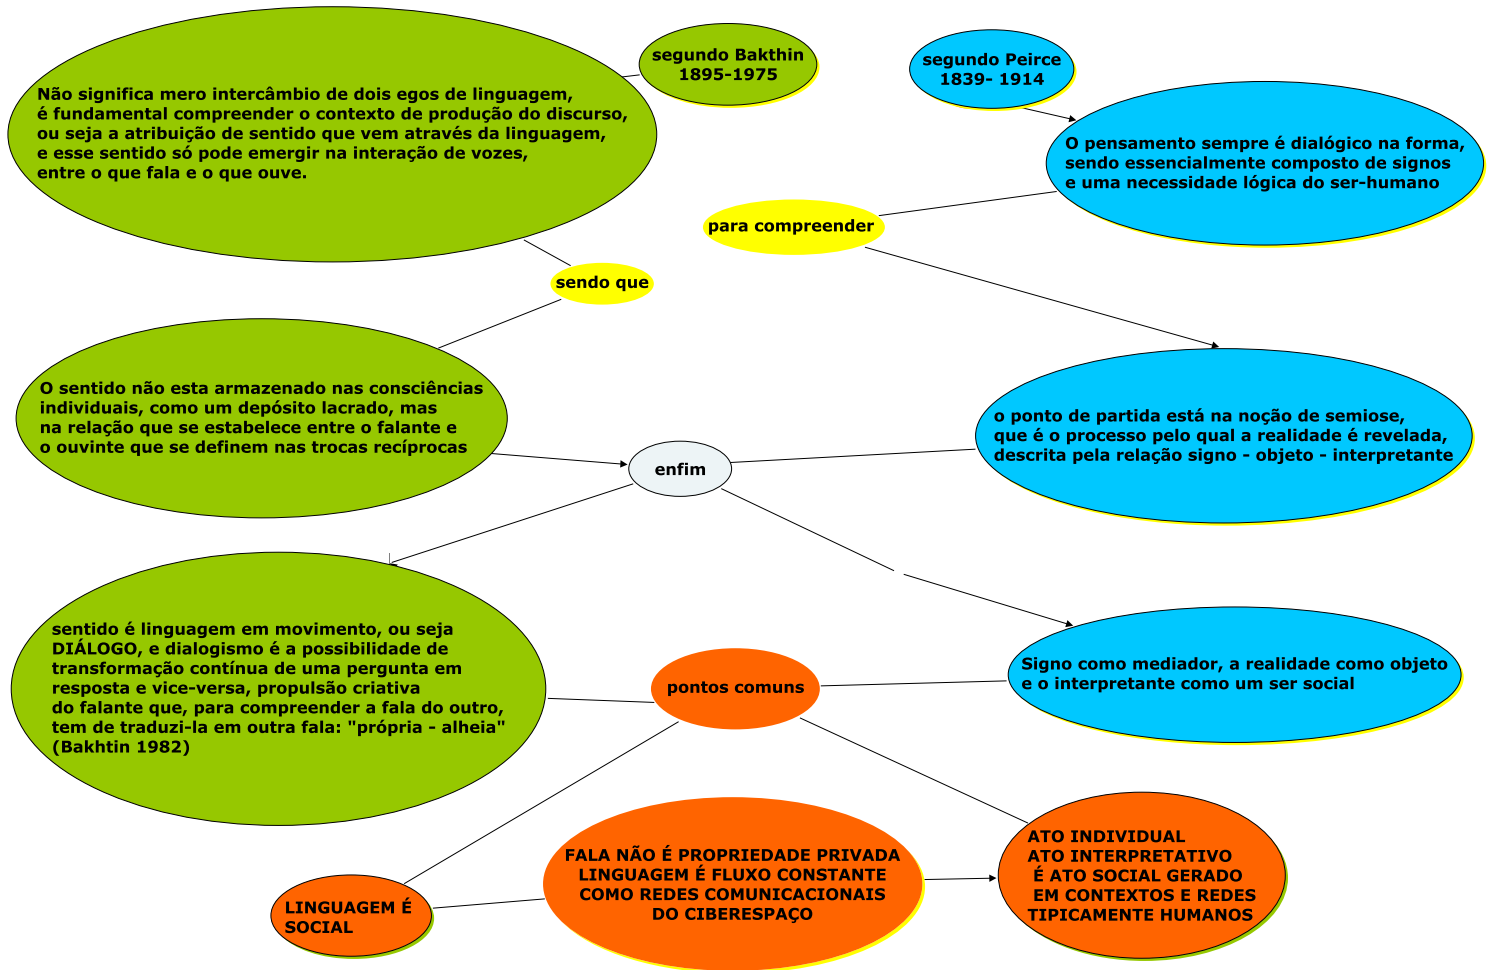 segundo Bakthin
1895-1975
segundo Peirce
1839- 1914
Não significa mero intercâmbio de dois egos de linguagem,
é fundamental compreender o contexto de produção do discurso,
ou seja a atribuição de sentido que vem através da linguagem,
e esse sentido só pode emergir na interação de vozes,
entre o que fala e o que ouve.
O pensamento sempre é dialógico na forma,
sendo essencialmente composto de signos
e uma necessidade lógica do ser-humano
para compreender
sendo que
O sentido não esta armazenado nas consciências
individuais, como um depósito lacrado, mas
na relação que se estabelece entre o falante e
o ouvinte que se definem nas trocas recíprocas
o ponto de partida está na noção de semiose,
que é o processo pelo qual a realidade é revelada,
descrita pela relação signo - objeto - interpretante
enfim
sentido é linguagem em movimento, ou seja
DIÁLOGO, e dialogismo é a possibilidade de
transformação contínua de uma pergunta em
resposta e vice-versa, propulsão criativa
do falante que, para compreender a fala do outro,
tem de traduzi-la em outra fala: "própria - alheia"
(Bakhtin 1982)
pontos comuns
Signo como mediador, a realidade como objeto
e o interpretante como um ser social
LINGUAGEM É
SOCIAL
FALA NÃO É PROPRIEDADE PRIVADA
LINGUAGEM É FLUXO CONSTANTE
COMO REDES COMUNICACIONAIS
DO CIBERESPAÇO
ATO INDIVIDUAL
ATO INTERPRETATIVO
É ATO SOCIAL GERADO
EM CONTEXTOS E REDES
TIPICAMENTE HUMANOS